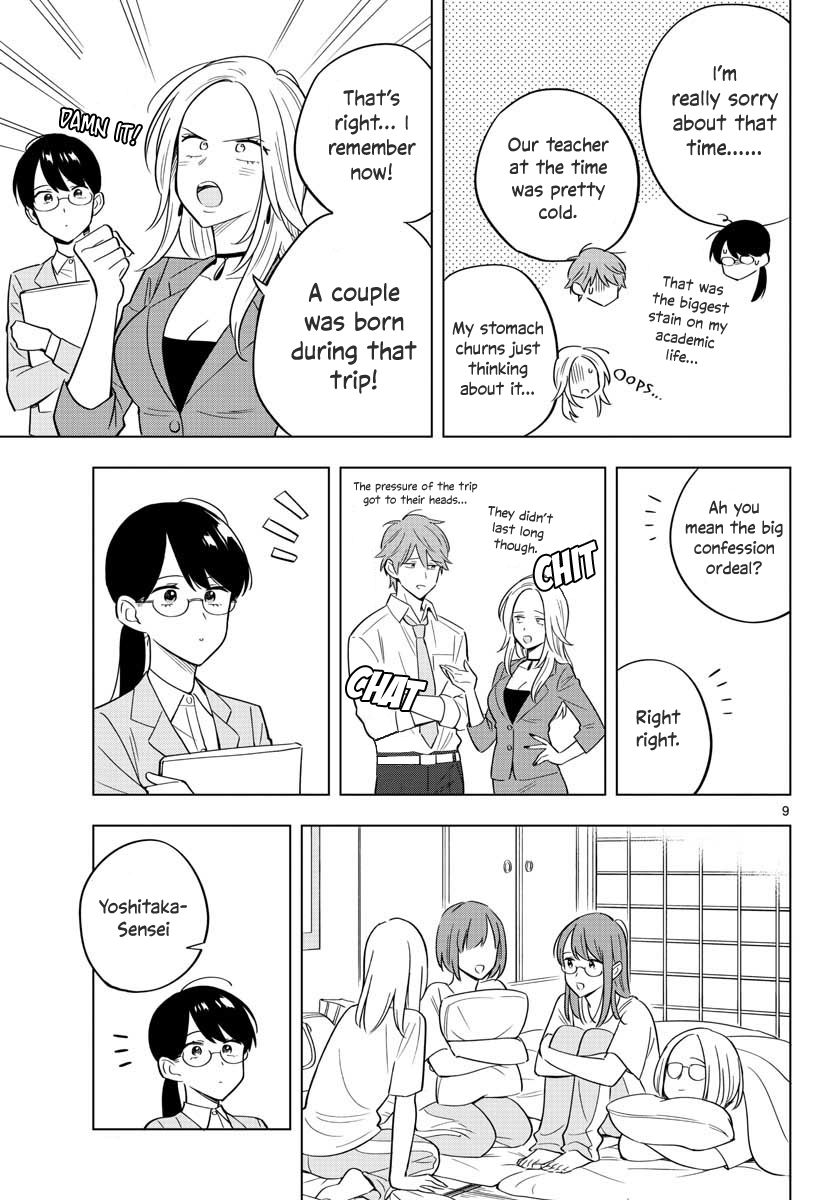 I'm
really sorry
about that
time......
Our teacher
at the time
was pretty
cold.
That was
the biggest
stain on my
academic
life...
My stomach
churns just
thinking
about it...
OOPS...
That's
right... I
remember
now!
DAMN IT!
A couple
was born
during that
trip!
Ah you
mean the big
confession
ordeal?
Right
right.
The pressure of the trip
got to their heads...
They didn't
last long
though.
CHIT
CHAT
9
Yoshitaka-
Sensei